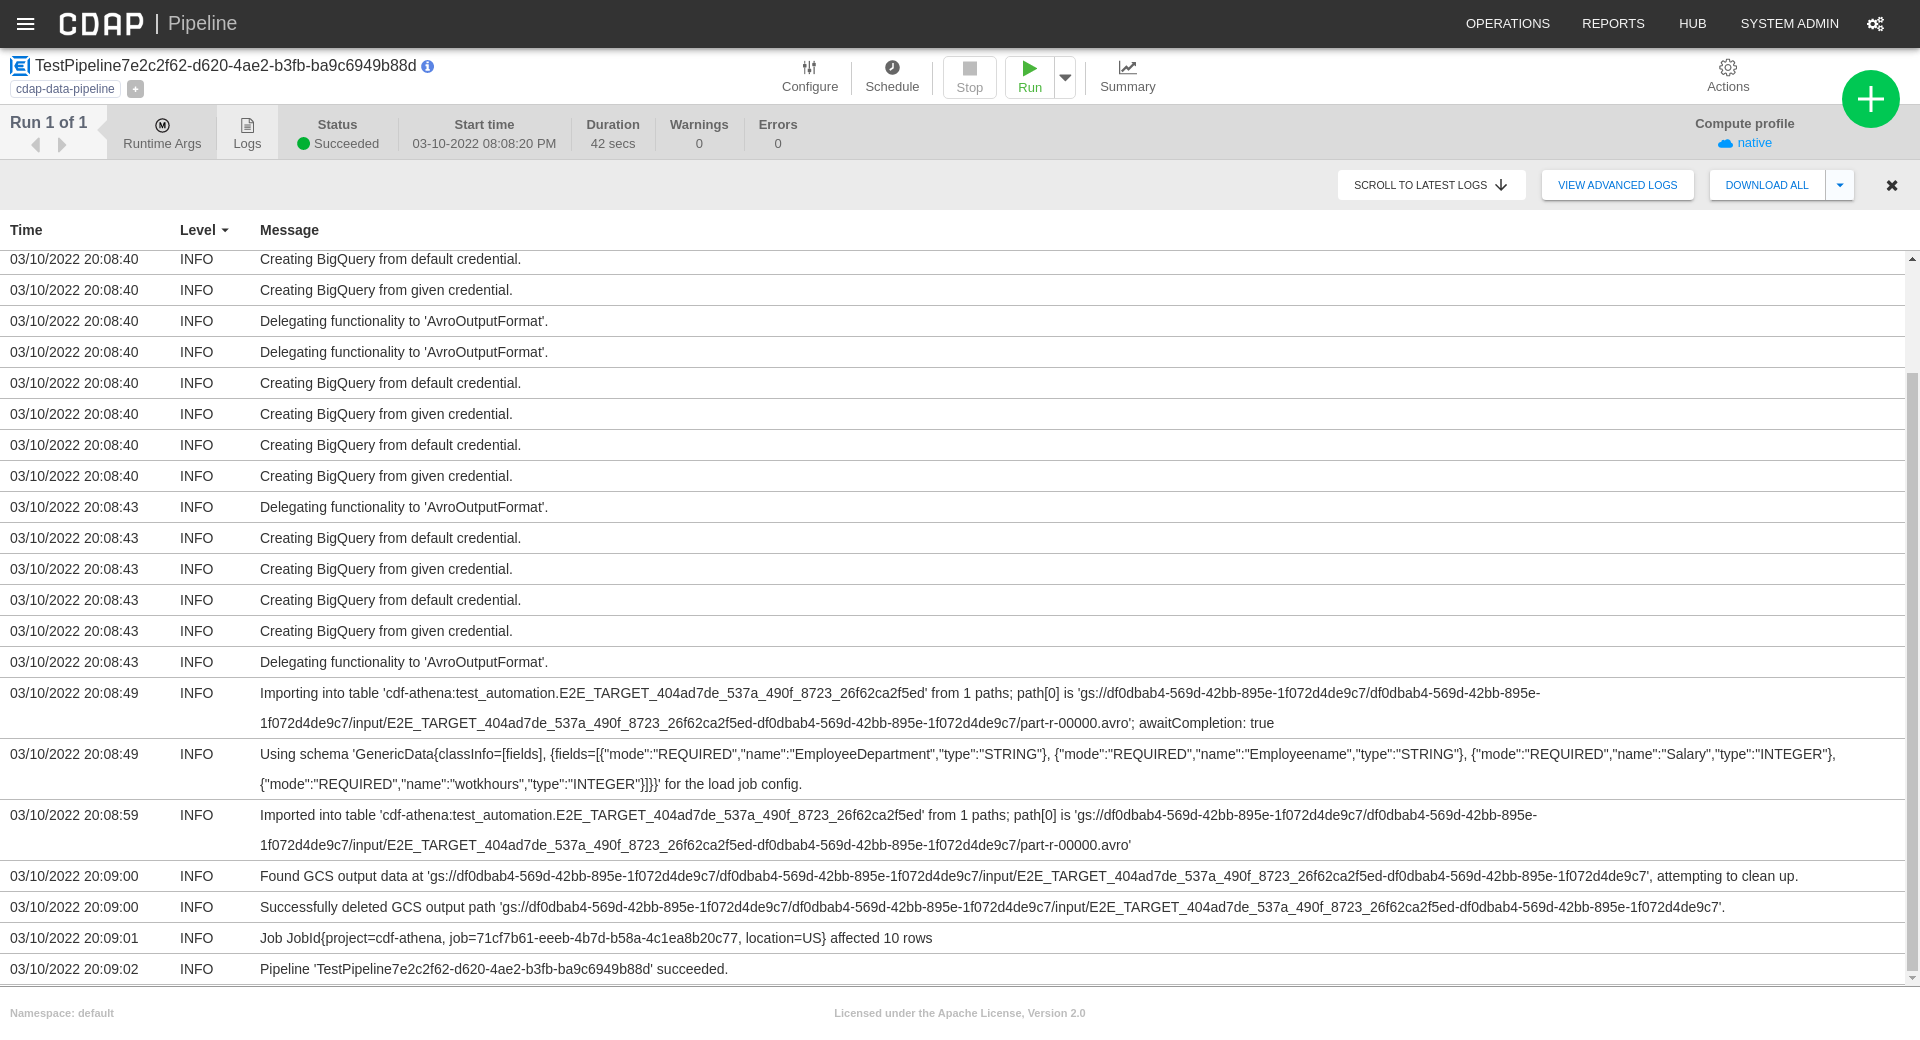 CDAP | Pipeline
OPERATIONS REPORTS HUB SYSTEM ADMIN
TestPipeline7e2c2f62-d620-4ae2-b3fb-ba9c6949b88d
cdap-data-pipeline +
Configure Schedule Stop Run Summary Actions
Run 1 of 1
Runtime Args
Logs
Status
Succeeded
Start time
03-10-2022 08:08:20 PM
Duration
42 secs
Warnings
0
Errors
0
Compute profile
native
SCROLL TO LATEST LOGS VIEW ADVANCED LOGS DOWNLOAD ALL
Time Level Message
03/10/2022 20:08:40 INFO Creating BigQuery from default credential.
03/10/2022 20:08:40 INFO Creating BigQuery from given credential.
03/10/2022 20:08:40 INFO Delegating functionality to 'AvroOutputFormat'.
03/10/2022 20:08:40 INFO Delegating functionality to 'AvroOutputFormat'.
03/10/2022 20:08:40 INFO Creating BigQuery from default credential.
03/10/2022 20:08:40 INFO Creating BigQuery from given credential.
03/10/2022 20:08:40 INFO Creating BigQuery from default credential.
03/10/2022 20:08:40 INFO Creating BigQuery from given credential.
03/10/2022 20:08:43 INFO Delegating functionality to 'AvroOutputFormat'.
03/10/2022 20:08:43 INFO Creating BigQuery from default credential.
03/10/2022 20:08:43 INFO Creating BigQuery from given credential.
03/10/2022 20:08:43 INFO Creating BigQuery from default credential.
03/10/2022 20:08:43 INFO Creating BigQuery from given credential.
03/10/2022 20:08:43 INFO Delegating functionality to 'AvroOutputFormat'.
03/10/2022 20:08:49 INFO Importing into table 'cdf-athena:test_automation.E2E_TARGET_404ad7de_537a_490f_8723_26f62ca2f5ed' from 1 paths; path[0] is 'gs://df0dbab4-569d-42bb-895e-1f072d4de9c7/df0dbab4-569d-42bb-895e-
1f072d4de9c7/input/E2E_TARGET_404ad7de_537a_490f_8723_26f62ca2f5ed-df0dbab4-569d-42bb-895e-1f072d4de9c7/part-r-00000.avro'; awaitCompletion: true
03/10/2022 20:08:49 INFO Using schema 'GenericData{classInfo=[fields], {fields=[{"mode":"REQUIRED","name":"EmployeeDepartment","type":"STRING"}, {"mode":"REQUIRED","name":"Employeename","type":"STRING"}, {"mode":"REQUIRED","name":"Salary","type":"INTEGER"},
{"mode":"REQUIRED","name":"wotkhours","type":"INTEGER"}]}}' for the load job config.
03/10/2022 20:08:59 INFO Imported into table 'cdf-athena:test_automation.E2E_TARGET_404ad7de_537a_490f_8723_26f62ca2f5ed' from 1 paths; path[0] is 'gs://df0dbab4-569d-42bb-895e-1f072d4de9c7/df0dbab4-569d-42bb-895e-
1f072d4de9c7/input/E2E_TARGET_404ad7de_537a_490f_8723_26f62ca2f5ed-df0dbab4-569d-42bb-895e-1f072d4de9c7/part-r-00000.avro'
03/10/2022 20:09:00 INFO Found GCS output data at 'gs://df0dbab4-569d-42bb-895e-1f072d4de9c7/df0dbab4-569d-42bb-895e-1f072d4de9c7/input/E2E_TARGET_404ad7de_537a_490f_8723_26f62ca2f5ed-df0dbab4-569d-42bb-895e-1f072d4de9c7', attempting to clean up.
03/10/2022 20:09:00 INFO Successfully deleted GCS output path 'gs://df0dbab4-569d-42bb-895e-1f072d4de9c7/df0dbab4-569d-42bb-895e-1f072d4de9c7/input/E2E_TARGET_404ad7de_537a_490f_8723_26f62ca2f5ed-df0dbab4-569d-42bb-895e-1f072d4de9c7'.
03/10/2022 20:09:01 INFO Job JobId{project=cdf-athena, job=71cf7b61-eeeb-4b7d-b58a-4c1ea8b20c77, location=US} affected 10 rows
03/10/2022 20:09:02 INFO Pipeline 'TestPipeline7e2c2f62-d620-4ae2-b3fb-ba9c6949b88d' succeeded.
Namespace: default Licensed under the Apache License, Version 2.0